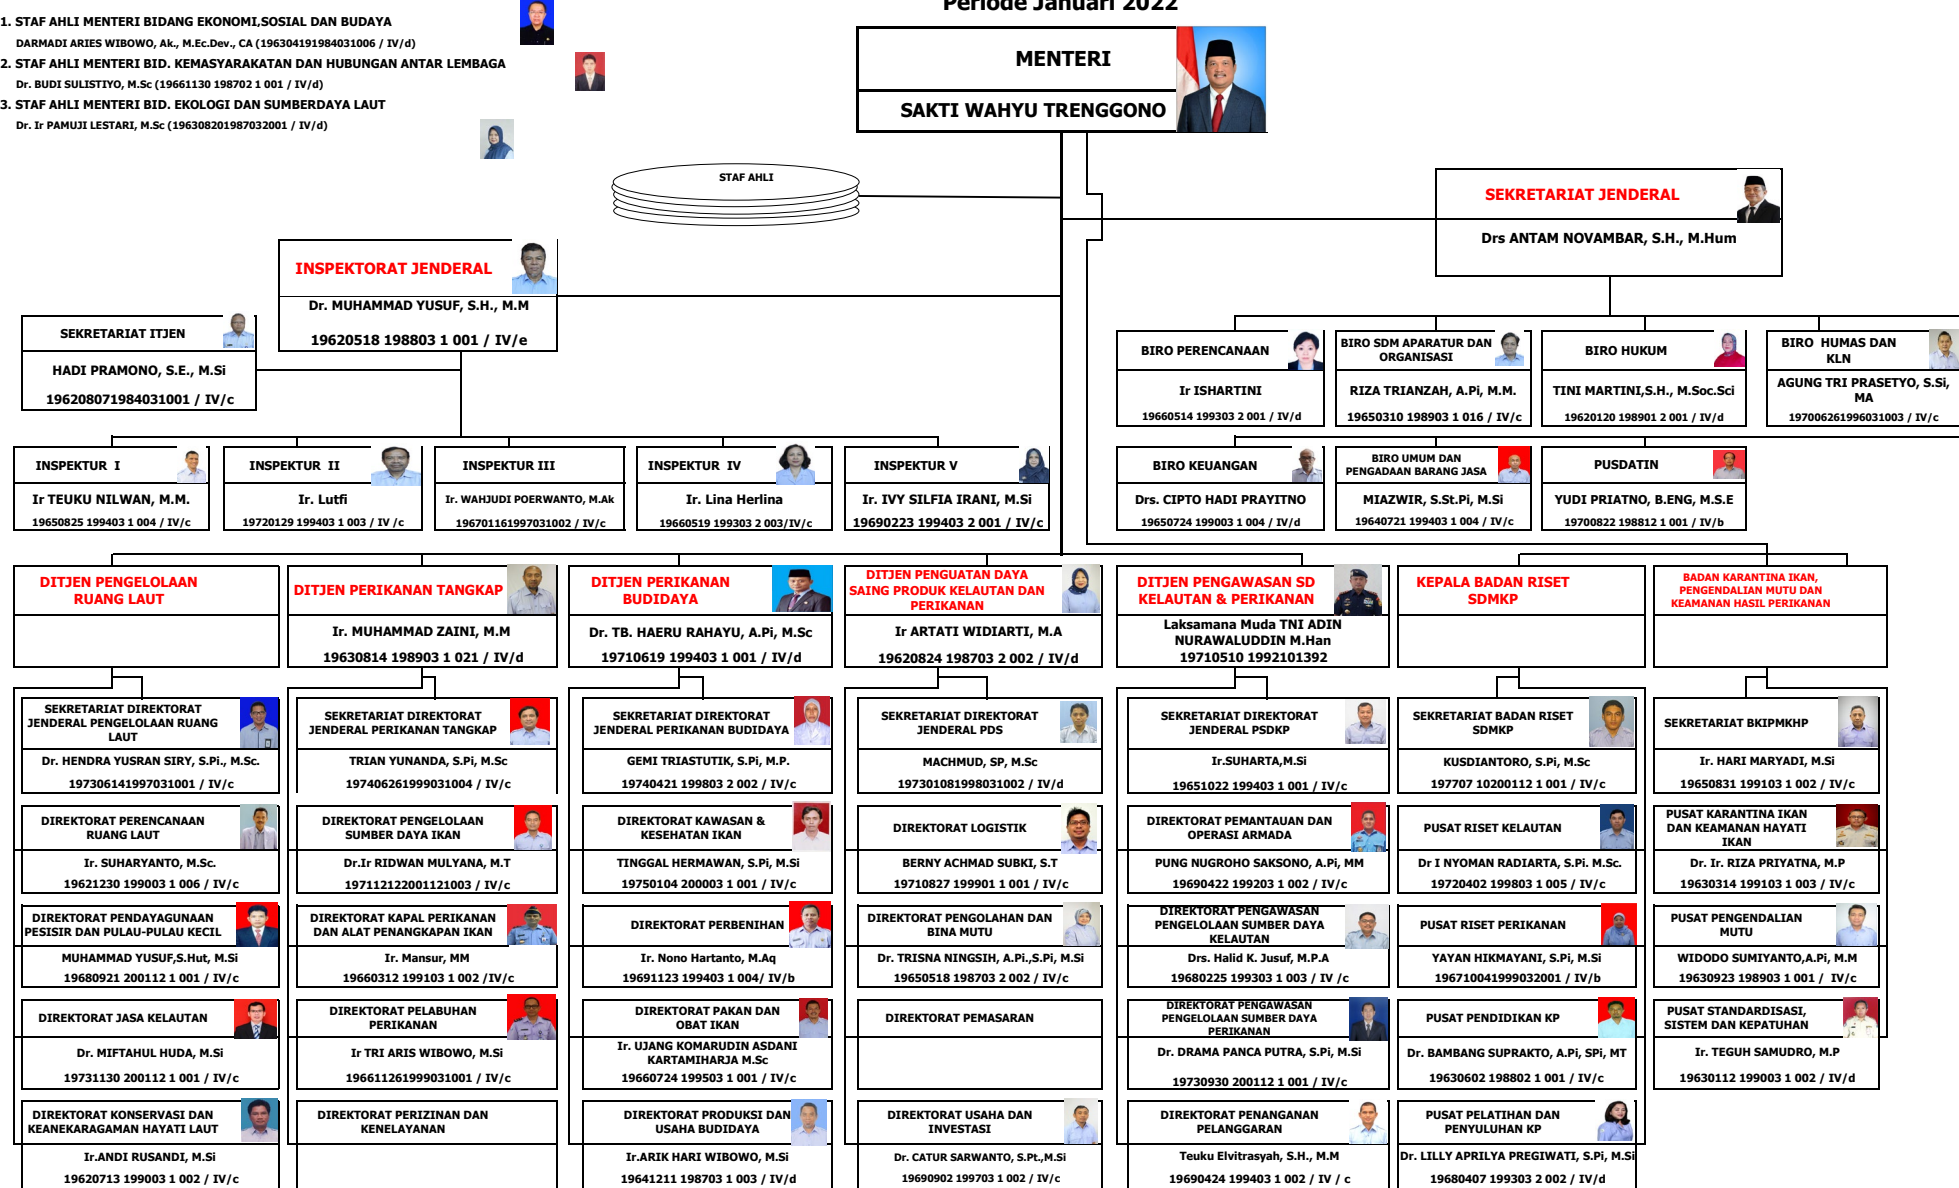 Periode Januari 2022
1. STAF AHLI MENTERI BIDANG EKONOMI,SOSIAL DAN BUDAYA
DARMADI ARIES WIBOWO, Ak., M.Ec.Dev., CA (196304191984031006 / IV/d)
2. STAF AHLI MENTERI BID. KEMASYARAKATAN DAN HUBUNGAN ANTAR LEMBAGA
Dr. BUDI SULISTIYO, M.Sc (19661130 198702 1 001 / IV/d)
3. STAF AHLI MENTERI BID. EKOLOGI DAN SUMBERDAYA LAUT
Dr. Ir PAMUJI LESTARI, M.Sc (196308201987032001 / IV/d)
MENTERI
SAKTI WAHYU TRENGGONO
STAF AHLI
SEKRETARIAT JENDERAL
Drs ANTAM NOVAMBAR, S.H., M.Hum
INSPEKTORAT JENDERAL
Dr. MUHAMMAD YUSUF, S.H., M.M
19620518 198803 1 001 / IV/e
SEKRETARIAT ITJEN
HADI PRAMONO, S.E., M.Si
196208071984031001 / IV/c
BIRO PERENCANAAN
Ir ISHARTINI
19660514 199303 2 001 / IV/d
BIRO SDM APARATUR DAN
ORGANISASI
RIZA TRIANZAH, A.Pi, M.M.
19650310 198903 1 016 / IV/c
BIRO HUKUM
TINI MARTINI,S.H., M.Soc.Sci
19620120 198901 2 001 / IV/d
BIRO HUMAS DAN
KLN
AGUNG TRI PRASETYO, S.Si,
MA
197006261996031003 / IV/c
INSPEKTUR I
Ir TEUKU NILWAN, M.M.
19650825 199403 1 004 / IV/c
INSPEKTUR II
Ir. Lutfi
19720129 199403 1 003 / IV /c
INSPEKTUR III
Ir. WAHJUDI POERWANTO, M.Ak
196701161997031002 / IV/c
INSPEKTUR IV
Ir. Lina Herlina
19660519 199303 2 003/IV/c
INSPEKTUR V
Ir. IVY SILFIA IRANI, M.Si
19690223 199403 2 001 / IV/c
BIRO KEUANGAN
Drs. CIPTO HADI PRAYITNO
19650724 199003 1 004 / IV/d
BIRO UMUM DAN
PENGADAAN BARANG JASA
MIAZWIR, S.St.Pi, M.Si
19640721 199403 1 004 / IV/c
PUSDATIN
YUDI PRIATNO, B.ENG, M.S.E
19700822 198812 1 001 / IV/b
DITJEN PENGELOLAAN
RUANG LAUT
DITJEN PERIKANAN TANGKAP
Ir. MUHAMMAD ZAINI, M.M
19630814 198903 1 021 / IV/d
DITJEN PERIKANAN
BUDIDAYA
Dr. TB. HAERU RAHAYU, A.Pi, M.Sc
19710619 199403 1 001 / IV/d
DITJEN PENGUATAN DAYA
SAING PRODUK KELAUTAN DAN
PERIKANAN
Ir ARTATI WIDIARTI, M.A
19620824 198703 2 002 / IV/d
DITJEN PENGAWASAN SD
KELAUTAN & PERIKANAN
Laksamana Muda TNI ADIN
NURAWALUDDIN M.Han
19710510 1992101392
KEPALA BADAN RISET
SDMKP
BADAN KARANTINA IKAN,
PENGENDALIAN MUTU DAN
KEAMANAN HASIL PERIKANAN
SEKRETARIAT DIREKTORAT
JENDERAL PENGELOLAAN RUANG
LAUT
Dr. HENDRA YUSRAN SIRY, S.Pi., M.Sc.
197306141997031001 / IV/c
SEKRETARIAT DIREKTORAT
JENDERAL PERIKANAN TANGKAP
TRIAN YUNANDA, S.Pi, M.Sc
197406261999031004 / IV/c
SEKRETARIAT DIREKTORAT
JENDERAL PERIKANAN BUDIDAYA
GEMI TRIASTUTIK, S.Pi, M.P.
19740421 199803 2 002 / IV/c
SEKRETARIAT DIREKTORAT
JENDERAL PDS
MACHMUD, SP, M.Sc
197301081998031002 / IV/d
SEKRETARIAT DIREKTORAT
JENDERAL PSDKP
Ir.SUHARTA,M.Si
19651022 199403 1 001 / IV/c
SEKRETARIAT BADAN RISET
SDMKP
KUSDIANTORO, S.Pi, M.Sc
197707 10200112 1 001 / IV/c
SEKRETARIAT BKIPMKHP
Ir. HARI MARYADI, M.Si
19650831 199103 1 002 / IV/c
DIREKTORAT PERENCANAAN
RUANG LAUT
Ir. SUHARYANTO, M.Sc.
19621230 199003 1 006 / IV/c
DIREKTORAT PENGELOLAAN
SUMBER DAYA IKAN
Dr.Ir RIDWAN MULYANA, M.T
197112122001121003 / IV/c
DIREKTORAT KAWASAN &
KESEHATAN IKAN
TINGGAL HERMAWAN, S.Pi, M.Si
19750104 200003 1 001 / IV/c
DIREKTORAT LOGISTIK
BERNY ACHMAD SUBKI, S.T
19710827 199901 1 001 / IV/c
DIREKTORAT PEMANTAUAN DAN
OPERASI ARMADA
PUNG NUGROHO SAKSONO, A.Pi, MM
19690422 199203 1 002 / IV/c
PUSAT RISET KELAUTAN
Dr I NYOMAN RADIARTA, S.Pi. M.Sc.
19720402 199803 1 005 / IV/c
PUSAT KARANTINA IKAN
DAN KEAMANAN HAYATI
IKAN
Dr. Ir. RIZA PRIYATNA, M.P
19630314 199103 1 003 / IV/c
DIREKTORAT PENDAYAGUNAAN
PESISIR DAN PULAU-PULAU KECIL
MUHAMMAD YUSUF,S.Hut, M.Si
19680921 200112 1 001 / IV/c
DIREKTORAT KAPAL PERIKANAN
DAN ALAT PENANGKAPAN IKAN
Ir. Mansur, MM
19660312 199103 1 002 /IV/c
DIREKTORAT PERBENIHAN
Ir. Nono Hartanto, M.Aq
19691123 199403 1 004/ IV/b
DIREKTORAT PENGOLAHAN DAN
BINA MUTU
Dr. TRISNA NINGSIH, A.Pi.,S.Pi, M.Si
19650518 198703 2 002 / IV/c
DIREKTORAT PENGAWASAN
PENGELOLAAN SUMBER DAYA
KELAUTAN
Drs. Halid K. Jusuf, M.P.A
19680225 199303 1 003 / IV /c
PUSAT RISET PERIKANAN
YAYAN HIKMAYANI, S.Pi, M.Si
196710041999032001 / IV/b
PUSAT PENGENDALIAN
MUTU
WIDODO SUMIYANTO,A.Pi, M.M
19630923 198903 1 001 / IV/c
DIREKTORAT JASA KELAUTAN
Dr. MIFTAHUL HUDA, M.Si
19731130 200112 1 001 / IV/c
DIREKTORAT PELABUHAN
PERIKANAN
Ir TRI ARIS WIBOWO, M.Si
196611261999031001 / IV/c
DIREKTORAT PAKAN DAN
OBAT IKAN
Ir. UJANG KOMARUDIN ASDANI
KARTAMIHARJA M.Sc
19660724 199503 1 001 / IV/c
DIREKTORAT PEMASARAN
DIREKTORAT PENGAWASAN
PENGELOLAAN SUMBER DAYA
PERIKANAN
Dr. DRAMA PANCA PUTRA, S.Pi, M.Si
19730930 200112 1 001 / IV/c
PUSAT PENDIDIKAN KP
Dr. BAMBANG SUPRAKTO, A.Pi, SPi, MT
19630602 198802 1 001 / IV/c
PUSAT STANDARDISASI,
SISTEM DAN KEPATUHAN
Ir. TEGUH SAMUDRO, M.P
19630112 199003 1 002 / IV/d
DIREKTORAT KONSERVASI DAN
KEANEKARAGAMAN HAYATI LAUT
Ir.ANDI RUSANDI, M.Si
19620713 199003 1 002 / IV/c
DIREKTORAT PERIZINAN DAN
KENELAYANAN
DIREKTORAT PRODUKSI DAN
USAHA BUDIDAYA
Ir.ARIK HARI WIBOWO, M.Si
19641211 198703 1 003 / IV/d
DIREKTORAT USAHA DAN
INVESTASI
Dr. CATUR SARWANTO, S.Pt.,M.Si
19690902 199703 1 002 / IV/c
DIREKTORAT PENANGANAN
PELANGGARAN
Teuku Elvitrasyah, S.H., M.M
19690424 199403 1 002 / IV / c
PUSAT PELATIHAN DAN
PENYULUHAN KP
Dr. LILLY APRILYA PREGIWATI, S.Pi, M.Si
19680407 199303 2 002 / IV/d